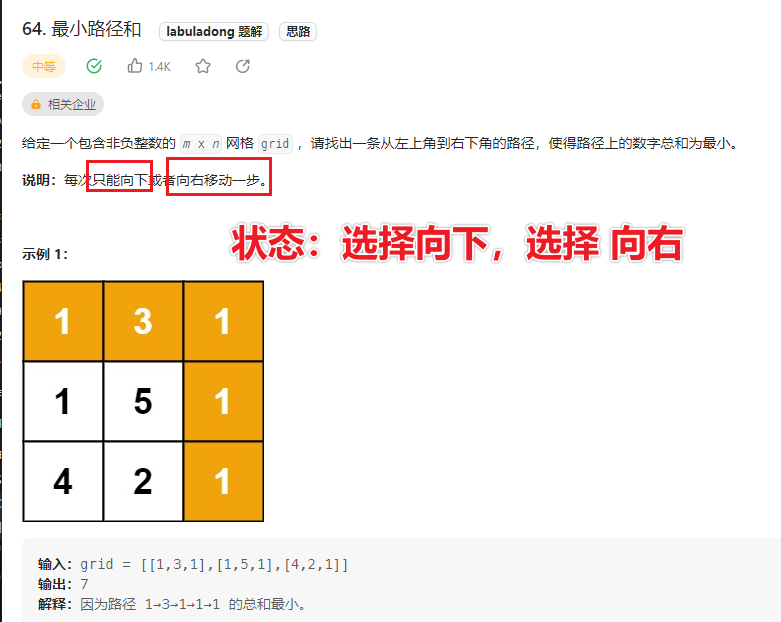 64. 最小路径和 labuladong 题解 思路
中等 1.4K
相关企业
给定一个包含非负整数的 m x n 网格 grid ，请找出一条从左上角到右下角的路径，使得路径上的数字总和为最小。
说明：每次只能向下或者向右移动一步。
状态：选择向下，选择 向右
示例 1：
1 3 1
1 5 1
4 2 1
输入：grid = [[1,3,1],[1,5,1],[4,2,1]]
输出：7
解释：因为路径 1→3→1→1→1 的总和最小。